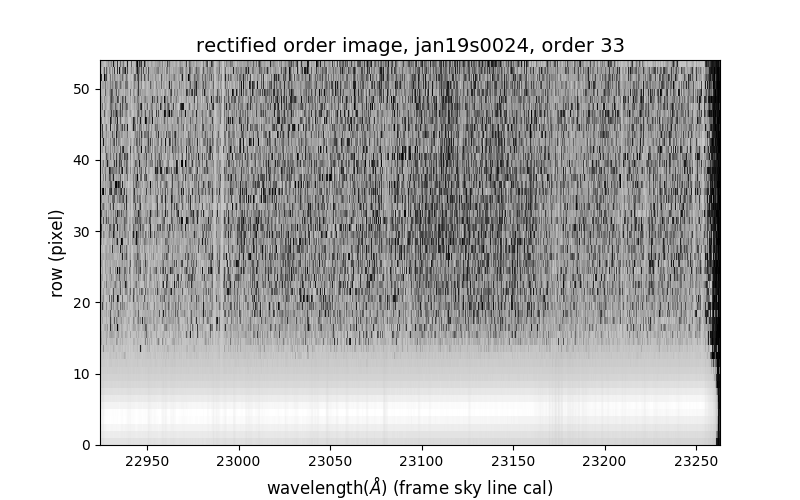 rectified order image, jan19s0024, order 33
50
40
30
20
10
0
row (pixel)
22950 23000 23050 23100 23150 23200 23250
wavelength(Å) (frame sky line cal)